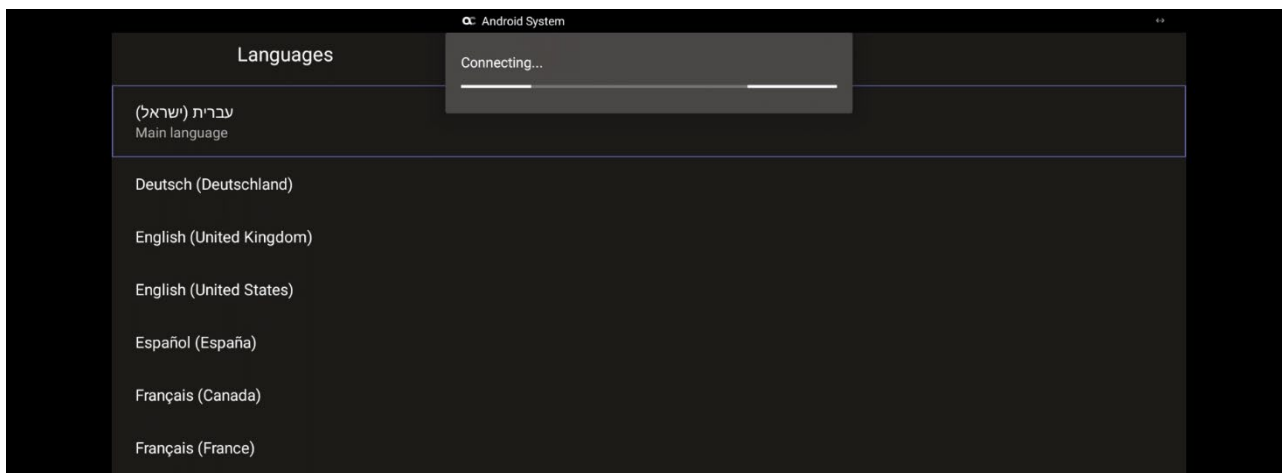 Android System
Languages
Connecting...
עברית (ישראל)
Main language
Deutsch (Deutschland)
English (United Kingdom)
English (United States)
Español (España)
Français (Canada)
Français (France)